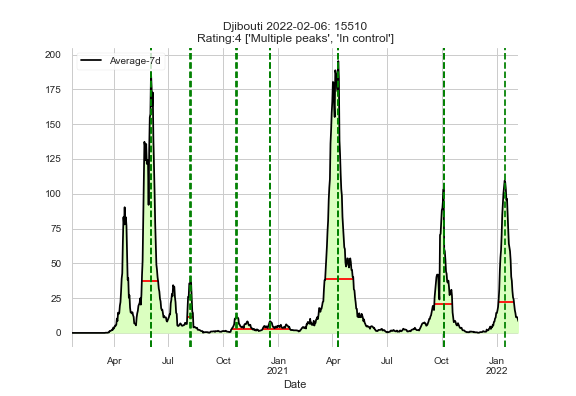 Djibouti 2022-02-06: 15510
Rating:4 ['Multiple peaks', 'In control']
Average-7d
200
175
150
125
100
75
50
25
0
Apr
Jul
Oct
Jan
2021
Apr
Jul
Oct
Jan
2022
Date